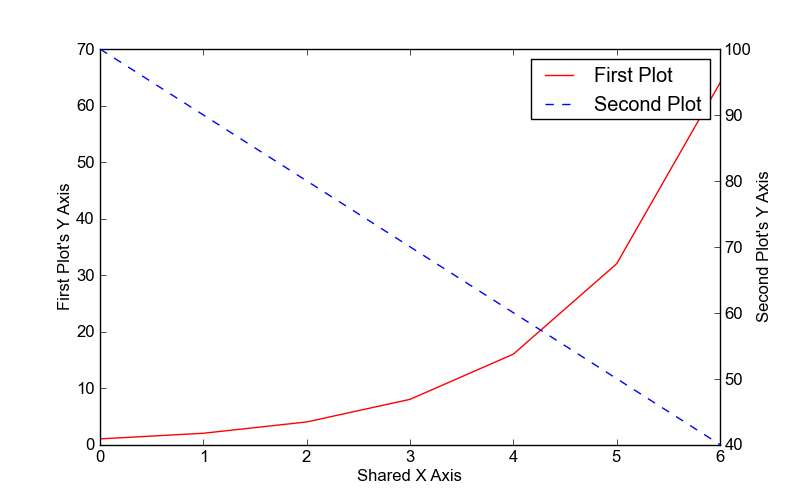 First Plot
Second Plot
First Plot's Y Axis
70
60
50
40
30
20
10
0
100
90
80
70
60
50
40
Second Plot's Y Axis
0 1 2 3 4 5 6
Shared X Axis